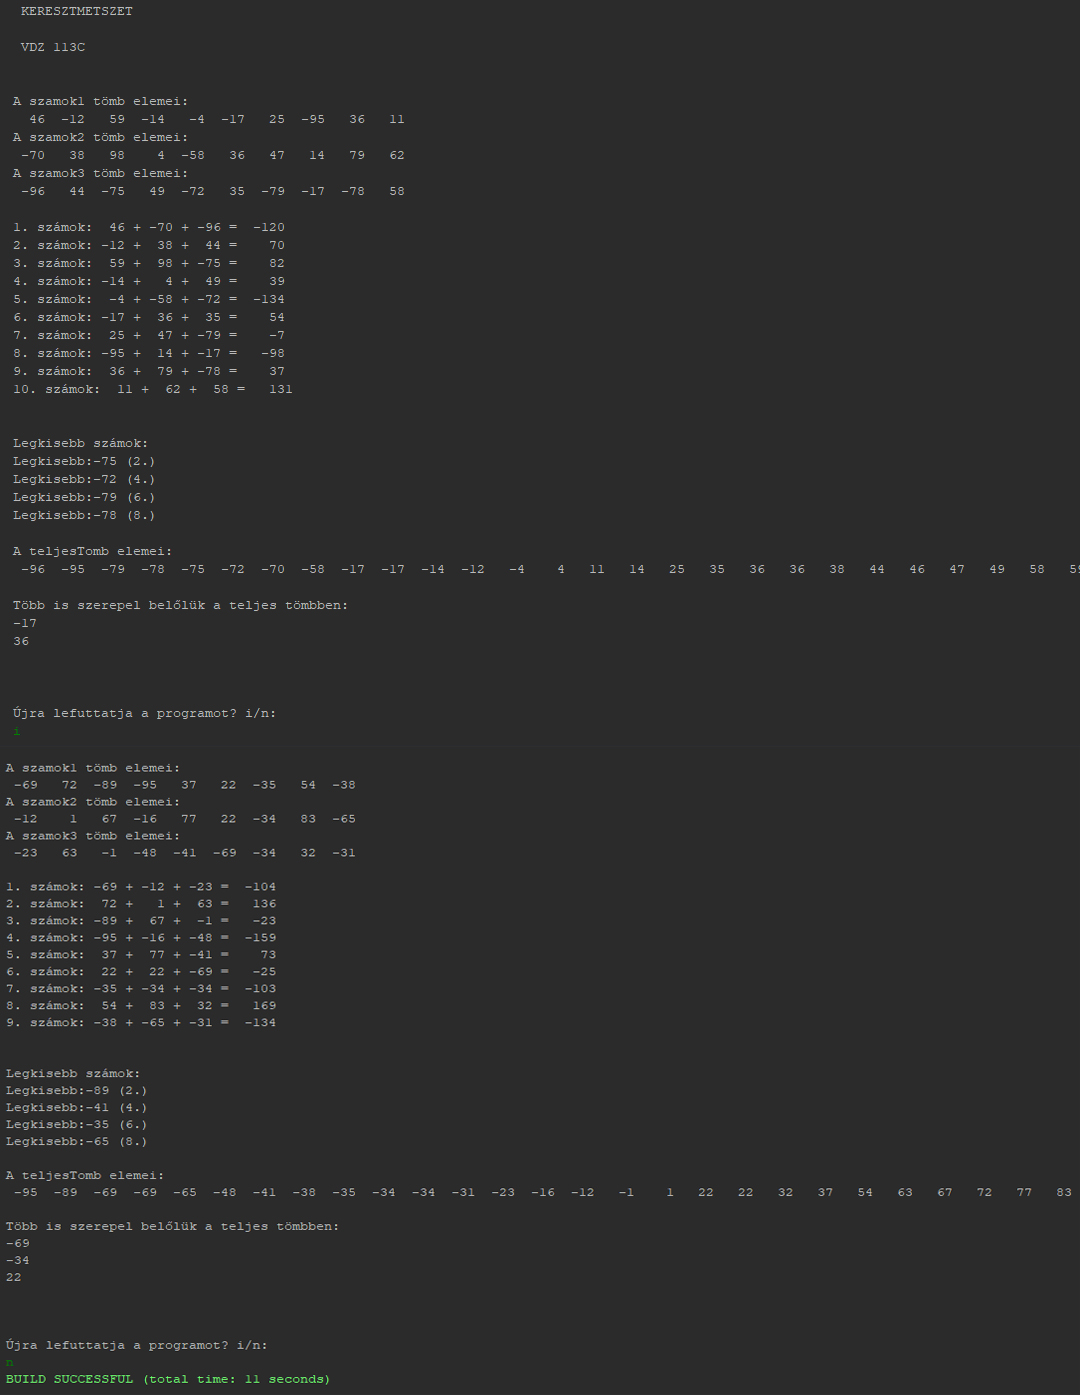 KERESZTMETSZET
VDZ 113C
A szamok1 tömb elemei:
46 -12 59 -14 -4 -17 25 -95 36 11
A szamok2 tömb elemei:
-70 38 98 4 -58 36 47 14 79 62
A szamok3 tömb elemei:
-96 44 -75 49 -72 35 -79 -17 -78 58
1. számok: 46 + -70 + -96 = -120
2. számok: -12 + 38 + 44 = 70
3. számok: 59 + 98 + -75 = 82
4. számok: -14 + 4 + 49 = 39
5. számok: -4 + -58 + -72 = -134
6. számok: -17 + 36 + 35 = 54
7. számok: 25 + 47 + -79 = -7
8. számok: -95 + 14 + -17 = -98
9. számok: 36 + 79 + -78 = 37
10. számok: 11 + 62 + 58 = 131
Legkisebb számok:
Legkisebb:-75 (2.)
Legkisebb:-72 (4.)
Legkisebb:-79 (6.)
Legkisebb:-78 (8.)
A teljesTomb elemei:
-96 -95 -79 -78 -75 -72 -70 -58 -17 -17 -14 -12 -4 4 11 14 25 35 36 36 38 44 46 47 49 58 59
Több is szerepel belőlük a teljes tömbben:
-17
36
Újra lefuttatja a programot? i/n:
i
A szamok1 tömb elemei:
-69 72 -89 -95 37 22 -35 54 -38
A szamok2 tömb elemei:
-12 1 67 -16 77 22 -34 83 -65
A szamok3 tömb elemei:
-23 63 -1 -48 -41 -69 -34 32 -31
1. számok: -69 + -12 + -23 = -104
2. számok: 72 + 1 + 63 = 136
3. számok: -89 + 67 + -1 = -23
4. számok: -95 + -16 + -48 = -159
5. számok: 37 + 77 + -41 = 73
6. számok: 22 + 22 + -69 = -25
7. számok: -35 + -34 + -34 = -103
8. számok: 54 + 83 + 32 = 169
9. számok: -38 + -65 + -31 = -134
Legkisebb számok:
Legkisebb:-89 (2.)
Legkisebb:-41 (4.)
Legkisebb:-35 (6.)
Legkisebb:-65 (8.)
A teljesTomb elemei:
-95 -89 -69 -69 -65 -48 -41 -38 -35 -34 -34 -31 -23 -16 -12 -1 1 22 22 32 37 54 63 67 72 77 83
Több is szerepel belőlük a teljes tömbben:
-69
-34
22
Újra lefuttatja a programot? i/n:
n
BUILD SUCCESSFUL (total time: 11 seconds)